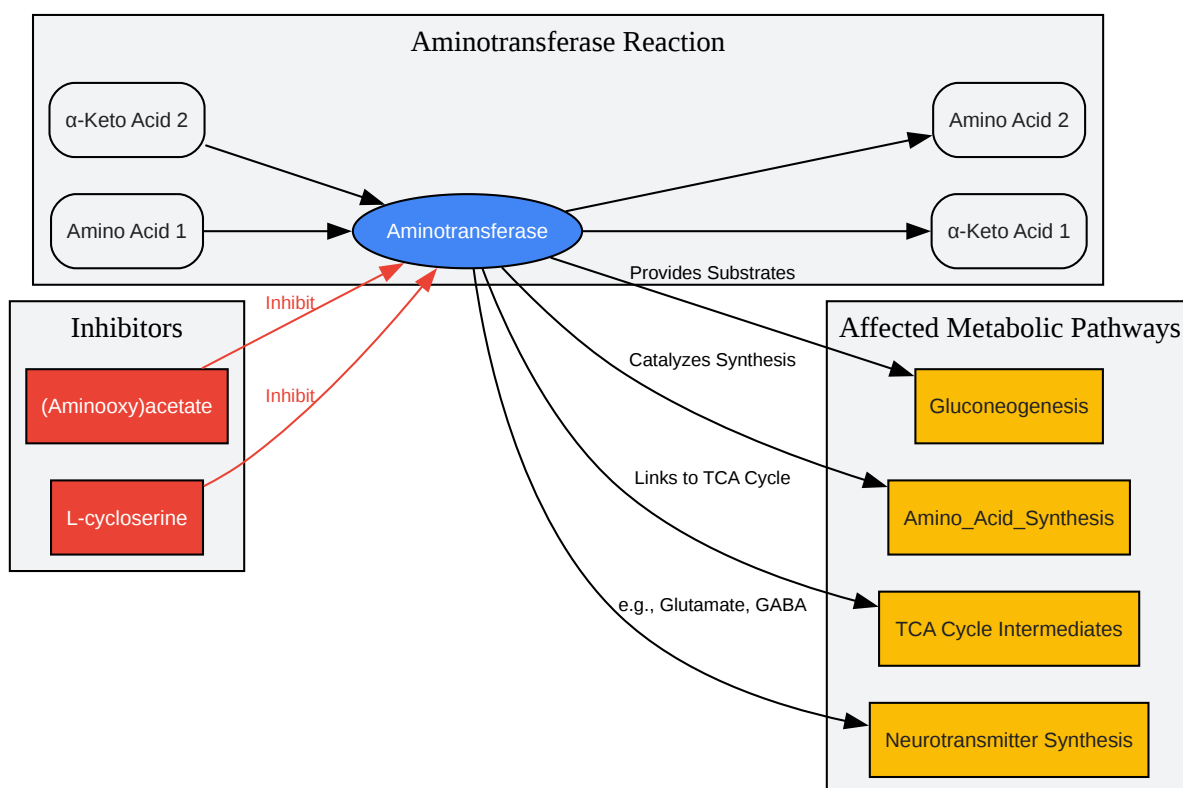 Aminotransferase Reaction
α-Keto Acid 2
Amino Acid 2
Amino Acid 1
Aminotransferase
α-Keto Acid 1
Provides Substrates
Inhibitors
Inhibit
Affected Metabolic Pathways
Catalyzes Synthesis
(Aminooxy)acetate
Inhibit
Gluconeogenesis
Links to TCA Cycle
L-cycloserine
Amino_Acid_Synthesis
e.g., Glutamate, GABA
TCA Cycle Intermediates
Neurotransmitter Synthesis